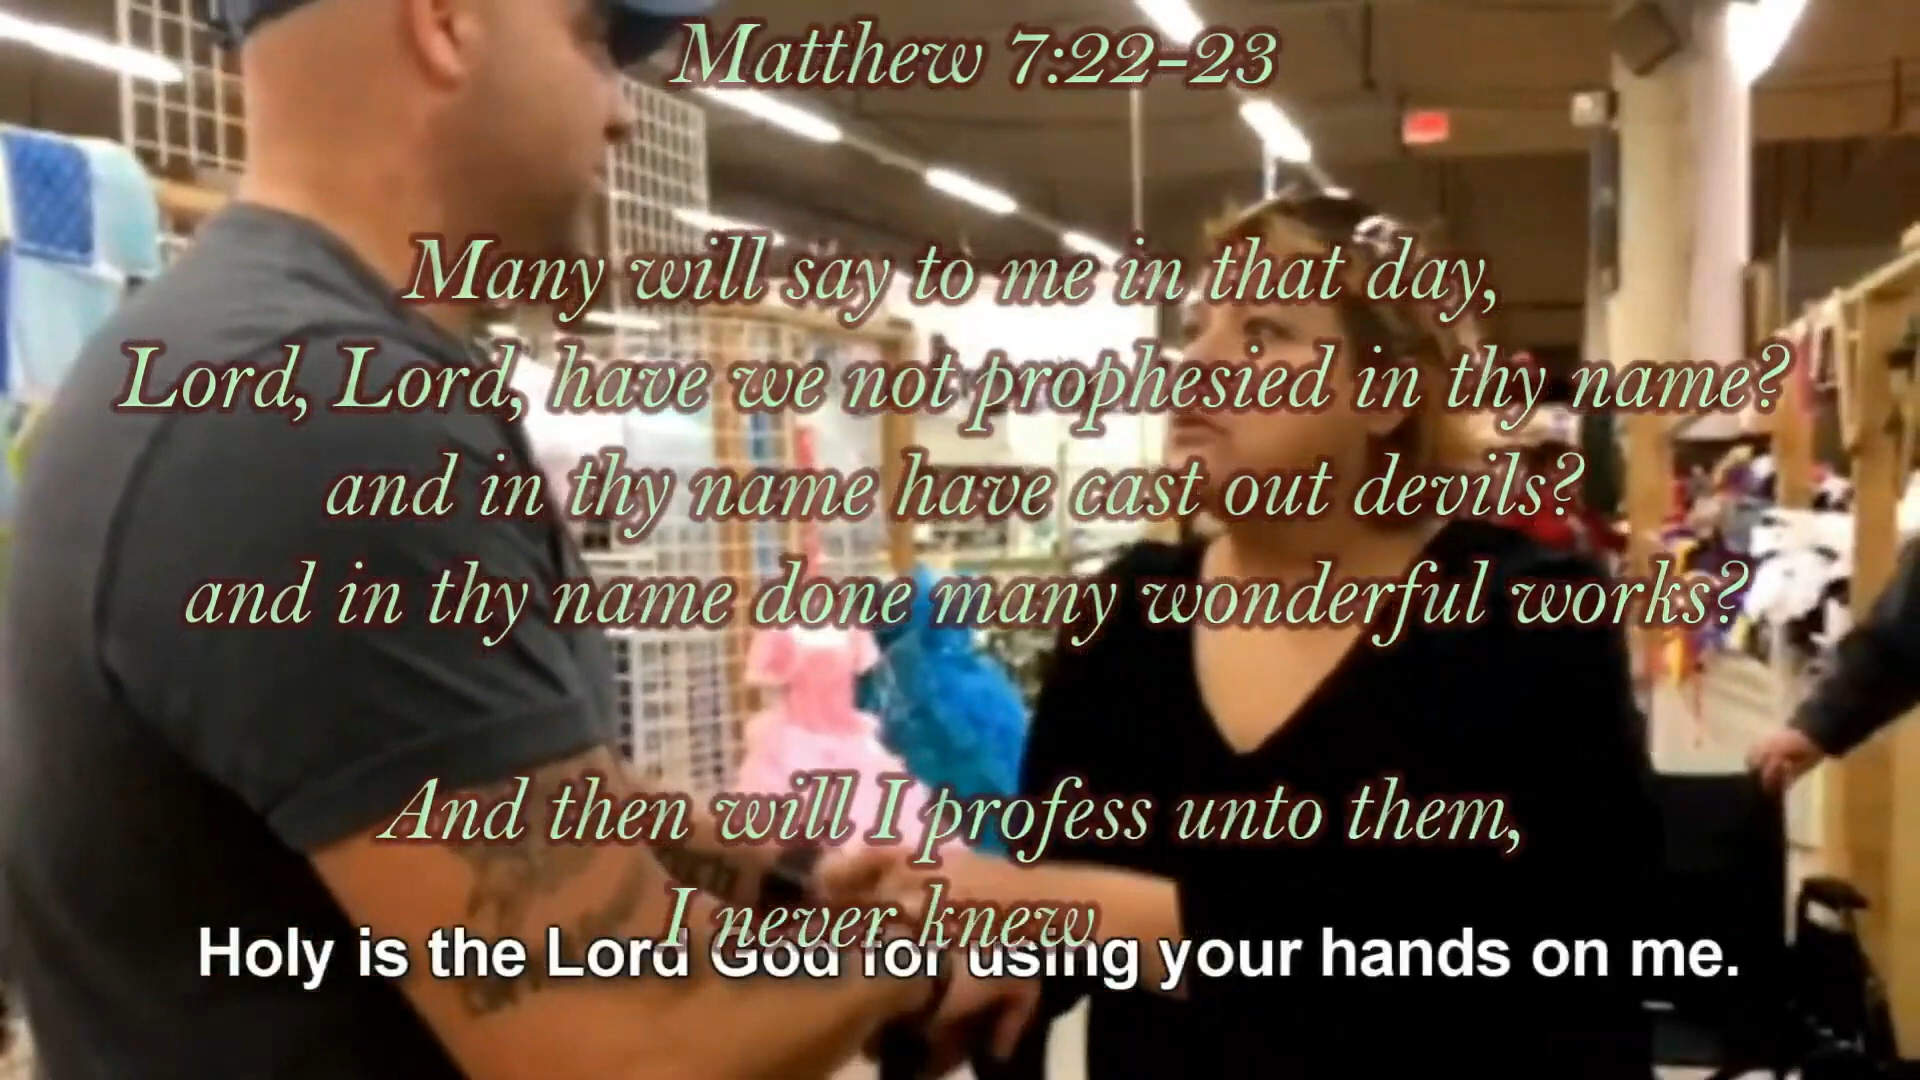 Matthew 7:22-23
Many will say to me in that day,
Lord, Lord, have we not prophesied in thy name?
and in thy name have cast out devils?
and in thy name done many wonderful works?
And then will I profess unto them,
I never knew
Holy is the Lord God for using your hands on me.